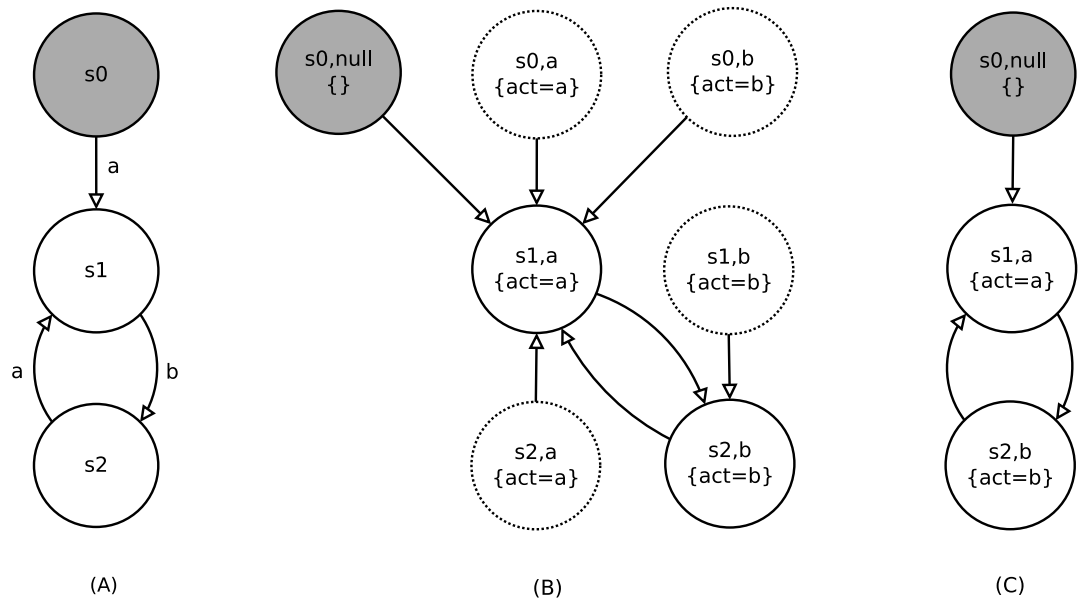 s0
a
s1
a
b
s2
(A)
s0,null
{}
s0,a
{act=a}
s0,b
{act=b}
s1,a
{act=a}
s1,b
{act=b}
s2,a
{act=a}
s2,b
{act=b}
(B)
s0,null
{}
s1,a
{act=a}
s2,b
{act=b}
(C)